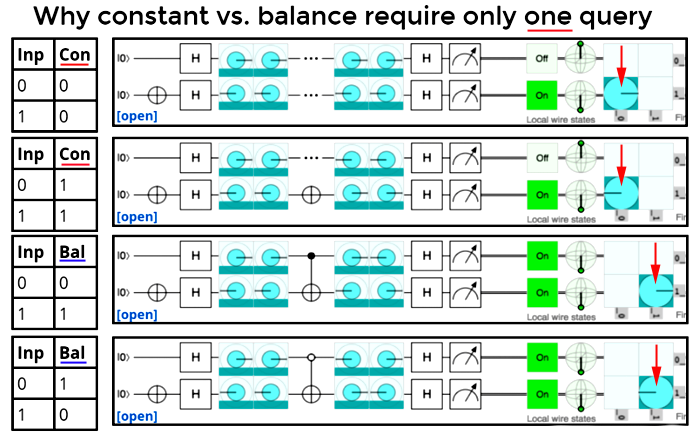 Why constant vs. balance require only one query
Inp Con
0 0
1 0
|0⟩ H ... H Off 0_
|0⟩ H H On 1_
[open] Local wire states 0 1 Fir
Inp Con
0 1
1 1
|0⟩ H ... H Off 0_
|0⟩ H H On 1_
[open] Local wire states 0 1 Fir
Inp Bal
0 0
1 1
|0⟩ H H On 0_
|0⟩ H H On 1_
[open] Local wire states 0 1 Fir
Inp Bal
0 1
1 0
|0⟩ H H On 0_
|0⟩ H H On 1_
[open] Local wire states 0 1 Fir